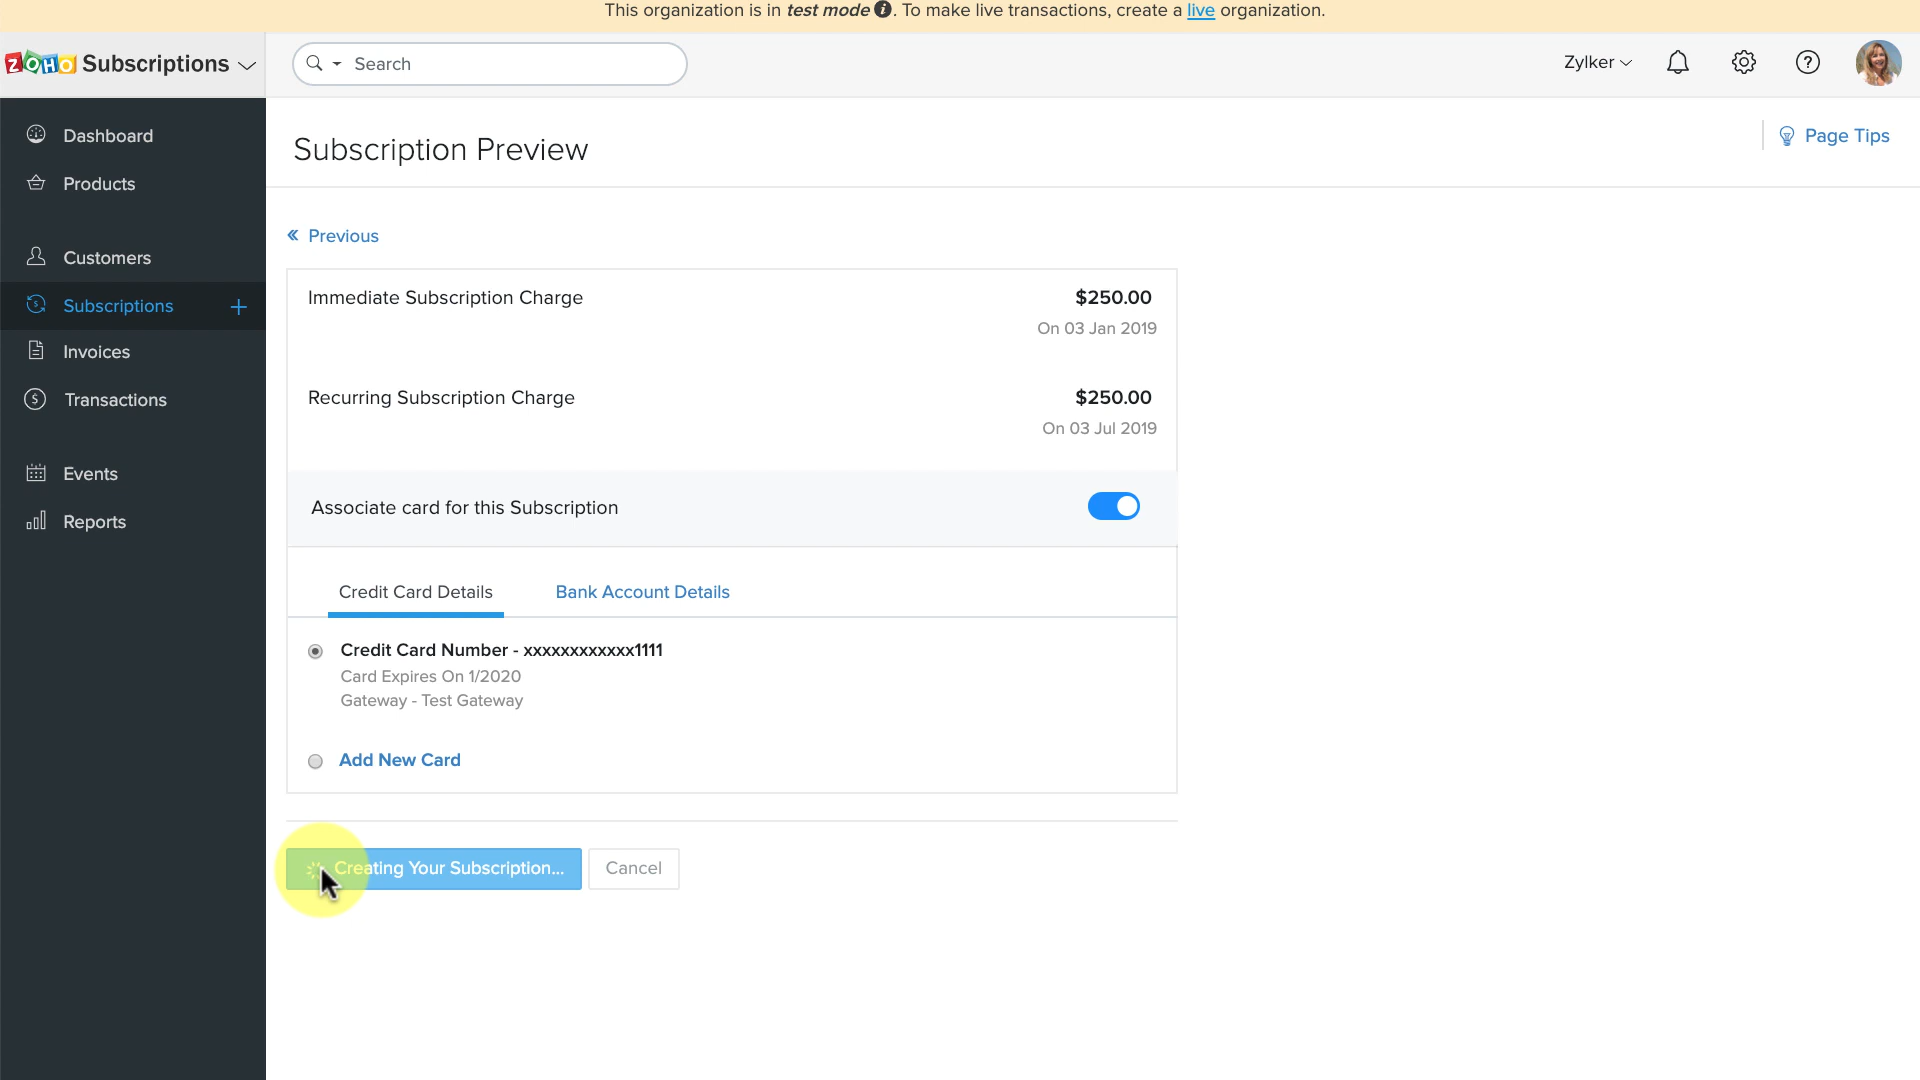 This organization is in test mode. To make live transactions, create a live organization.
ZOHO Subscriptions
Search
Zylker
Dashboard
Products
Customers
Subscriptions
Invoices
Transactions
Events
Reports
Subscription Preview
Page Tips
« Previous
Immediate Subscription Charge $250.00
On 03 Jan 2019
Recurring Subscription Charge $250.00
On 03 Jul 2019
Associate card for this Subscription
Credit Card Details Bank Account Details
Credit Card Number - xxxxxxxxxxxx1111
Card Expires On 1/2020
Gateway - Test Gateway
Add New Card
Creating Your Subscription... Cancel